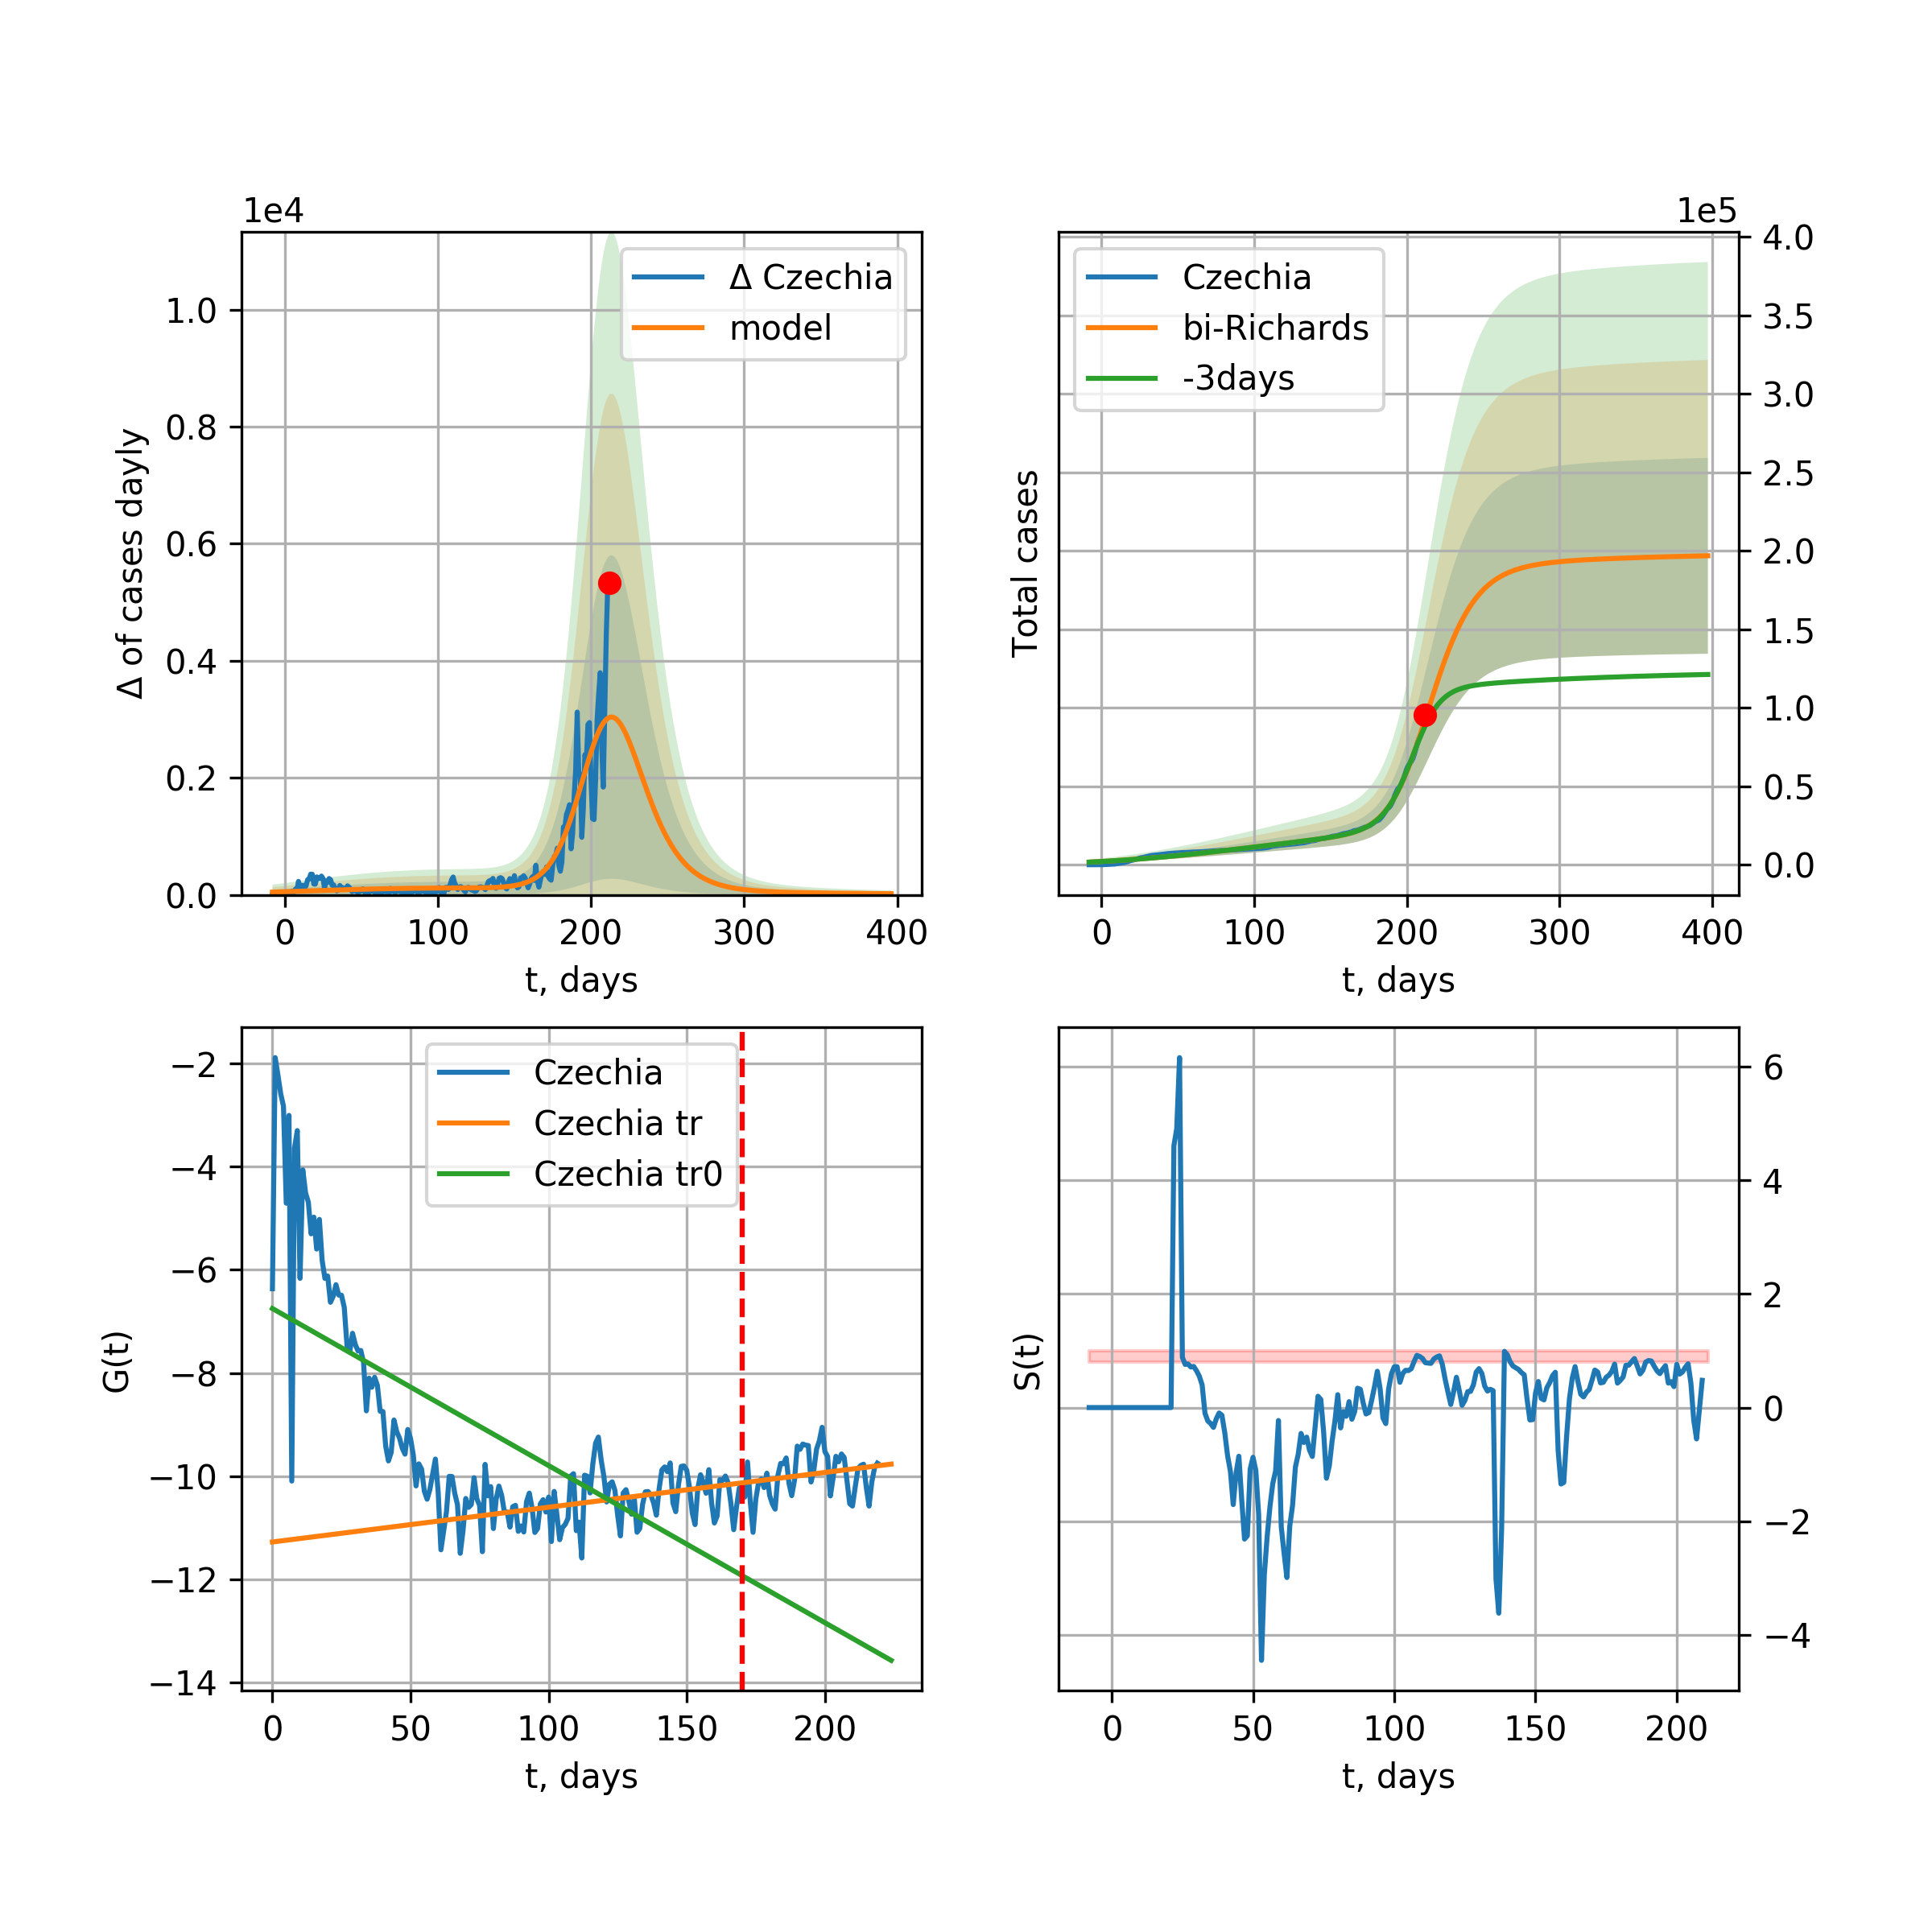 1e4
Δ of cases dayly
1.0
0.8
0.6
0.4
0.2
0.0
Δ Czechia
model
0 100 200 300 400
t, days
1e5
Total cases
Czechia
bi-Richards
-3days
4.0
3.5
3.0
2.5
2.0
1.5
1.0
0.5
0.0
0 100 200 300 400
t, days
G(t)
−2
−4
−6
−8
−10
−12
−14
Czechia
Czechia tr
Czechia tr0
0 50 100 150 200
t, days
S(t)
6
4
2
0
−2
−4
0 50 100 150 200
t, days